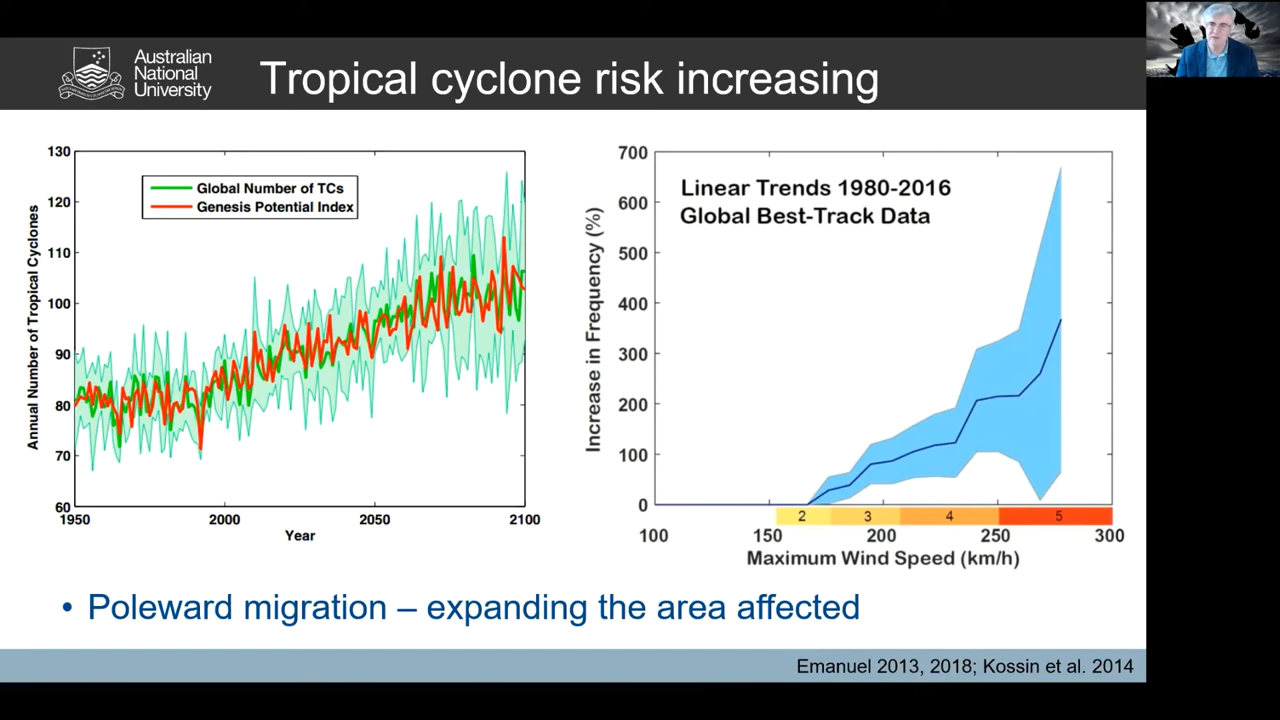 Australian
National
University
Tropical cyclone risk increasing
130
120
110
100
90
80
70
60
1950
2000
2050
2100
Annual Number of Tropical Cyclones
Year
Global Number of TCs
Genesis Potential Index
700
600
500
400
300
200
100
0
Increase in Frequency (%)
Linear Trends 1980-2016
Global Best-Track Data
2
3
4
5
100
150
200
250
300
Maximum Wind Speed (km/h)
• Poleward migration – expanding the area affected
Emanuel 2013, 2018; Kossin et al. 2014